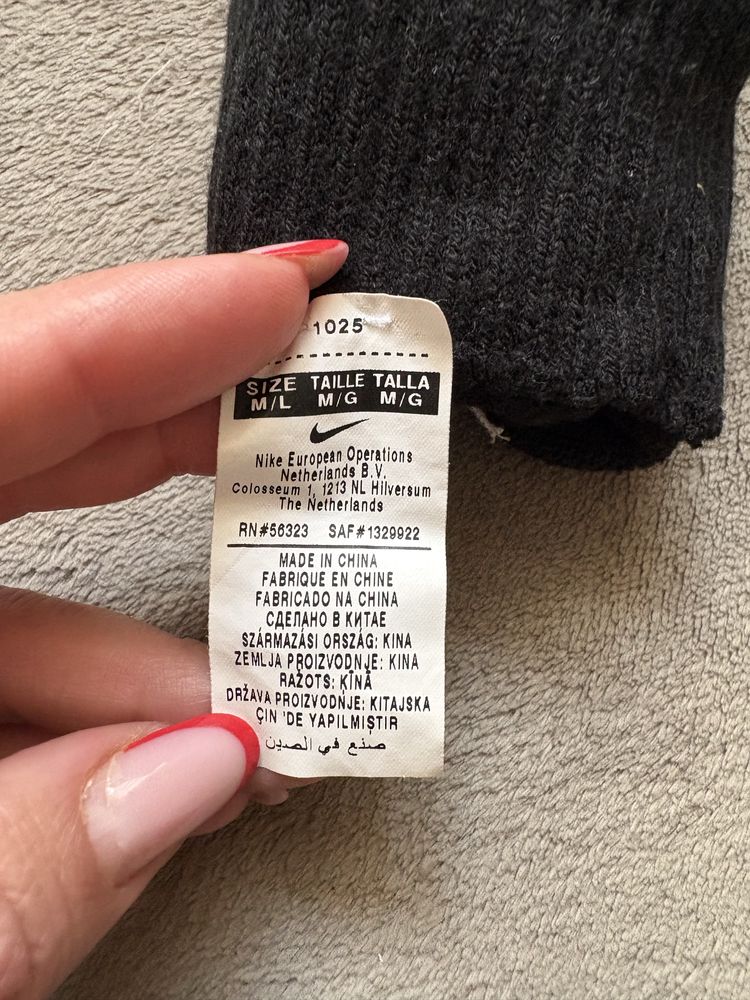 1025
SIZE TAILLE TALLA
M/L M/G M/G
Nike European Operations
Netherlands B.V.
Colosseum 1, 1213 NL Hilversum
The Netherlands
RN#56323 SAF#1329922
MADE IN CHINA
FABRIQUE EN CHINE
FABRICADO NA CHINA
СДЕЛАНО В КИТАЕ
SZÁRMAZÁSI ORSZÁG: KINA
ZEMLJA PROIZVODNJE: KINA
RAŽOTS: ĶĪNĀ
DRŽAVA PROIZVODNJE: KITAJSKA
ÇIN 'DE YAPILMIŞTIR
صنع في الصين